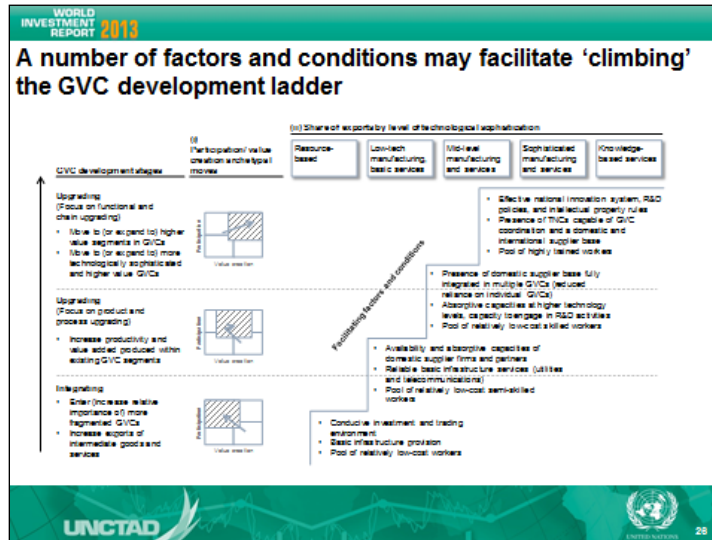 WORLD
INVESTMENT
REPORT 2013
A number of factors and conditions may facilitate ‘climbing’
the GVC development ladder
(ii) Share of exports by level of technological sophistication
(i)
Participation/ value
creation archetypal
moves
GVC development stages
Resource-
based
Low-tech
manufacturing,
basic services
Mid-level
manufacturing
and services
Sophisticated
manufacturing
and services
Knowledge-
based services
Upgrading
(Focus on functional and
chain upgrading)
• Move to (or expand to) higher
value segments in GVCs
• Move to (or expand to) more
technologically sophisticated
and higher value GVCs
Participation
Value creation
• Effective national innovation system, R&D
policies, and intellectual property rules
• Presence of TNCs capable of GVC
coordination and a domestic and
international supplier base
• Pool of highly trained workers
Facilitating factors and conditions
• Presence of domestic supplier base fully
integrated in multiple GVCs (reduced
reliance on individual GVCs)
• Absorptive capacities at higher technology
levels, capacity to engage in R&D activities
• Pool of relatively low-cost skilled workers
Upgrading
(Focus on product and
process upgrading)
• Increase productivity and
value added produced within
existing GVC segments
Participation
Value creation
• Availability and absorptive capacities of
domestic supplier firms and partners
• Reliable basic infrastructure services (utilities
and telecommunications)
• Pool of relatively low-cost semi-skilled
workers
Integrating
• Enter (increase relative
importance of) more
fragmented GVCs
• Increase exports of
intermediate goods and
services
Participation
Value creation
• Conducive investment and trading
environment
• Basic infrastructure provision
• Pool of relatively low-cost workers
UNCTAD
UNITED NATIONS
26